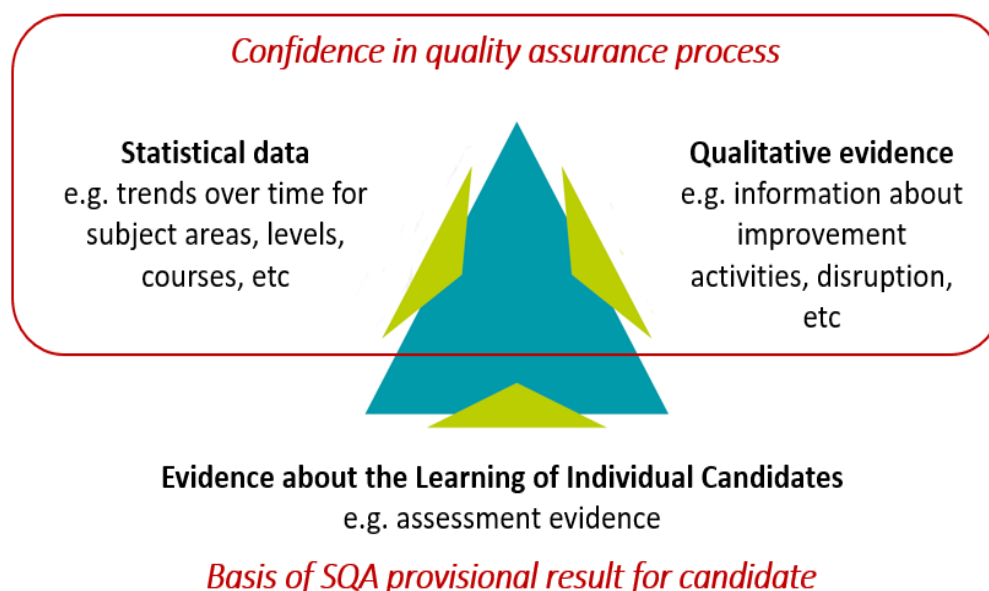 Confidence in quality assurance process
Statistical data
e.g. trends over time for
subject areas, levels,
courses, etc
Qualitative evidence
e.g. information about
improvement
activities, disruption,
etc
Evidence about the Learning of Individual Candidates
e.g. assessment evidence
Basis of SQA provisional result for candidate